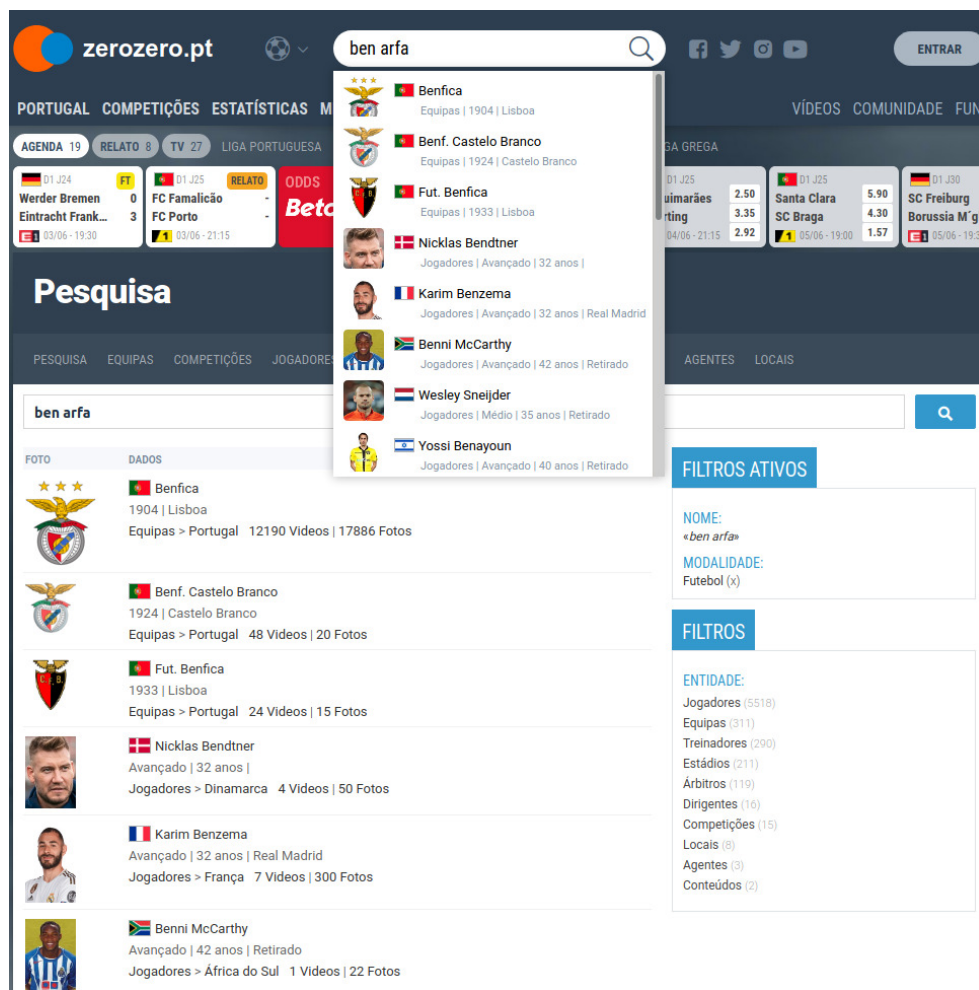 zerozero.pt
ben arfa
ENTRAR
Benfica
Equipas | 1904 | Lisboa
Benf. Castelo Branco
Equipas | 1924 | Castelo Branco
Fut. Benfica
Equipas | 1933 | Lisboa
Nicklas Bendtner
Jogadores | Avançado | 32 anos |
Karim Benzema
Jogadores | Avançado | 32 anos | Real Madrid
Benni McCarthy
Jogadores | Avançado | 42 anos | Retirado
Wesley Sneijder
Jogadores | Médio | 35 anos | Retirado
Yossi Benayoun
Jogadores | Avançado | 40 anos | Retirado
PORTUGAL COMPETIÇÕES ESTATÍSTICAS M VÍDEOS COMUNIDADE FUN
AGENDA 19 RELATO 8 TV 27 LIGA PORTUGUESA GA GREGA
D1 J24 FT
Werder Bremen 0
Eintracht Frank... 3
E1 03/06 - 19:30
D1 J25 RELATO
FC Famalicão -
FC Porto -
1 03/06 - 21:15
ODDS
Betc
D1 J25
uimarães 2.50
rting 3.35
04/06 - 21:15 2.92
D1 J25
Santa Clara 5.90
SC Braga 4.30
1 05/06 - 19:00 1.57
D1 J30
SC Freiburg
Borussia M´g
E1 05/06 - 19:3
Pesquisa
PESQUISA EQUIPAS COMPETIÇÕES JOGADORES AGENTES LOCAIS
ben arfa
FOTO DADOS
Benfica
1904 | Lisboa
Equipas > Portugal 12190 Videos | 17886 Fotos
Benf. Castelo Branco
1924 | Castelo Branco
Equipas > Portugal 48 Videos | 20 Fotos
Fut. Benfica
1933 | Lisboa
Equipas > Portugal 24 Videos | 15 Fotos
Nicklas Bendtner
Avançado | 32 anos |
Jogadores > Dinamarca 4 Videos | 50 Fotos
Karim Benzema
Avançado | 32 anos | Real Madrid
Jogadores > França 7 Videos | 300 Fotos
Benni McCarthy
Avançado | 42 anos | Retirado
Jogadores > África do Sul 1 Videos | 22 Fotos
FILTROS ATIVOS
NOME:
«ben arfa»
MODALIDADE:
Futebol (x)
FILTROS
ENTIDADE:
Jogadores (5518)
Equipas (311)
Treinadores (290)
Estádios (211)
Árbitros (119)
Dirigentes (16)
Competições (15)
Locais (8)
Agentes (3)
Conteúdos (2)